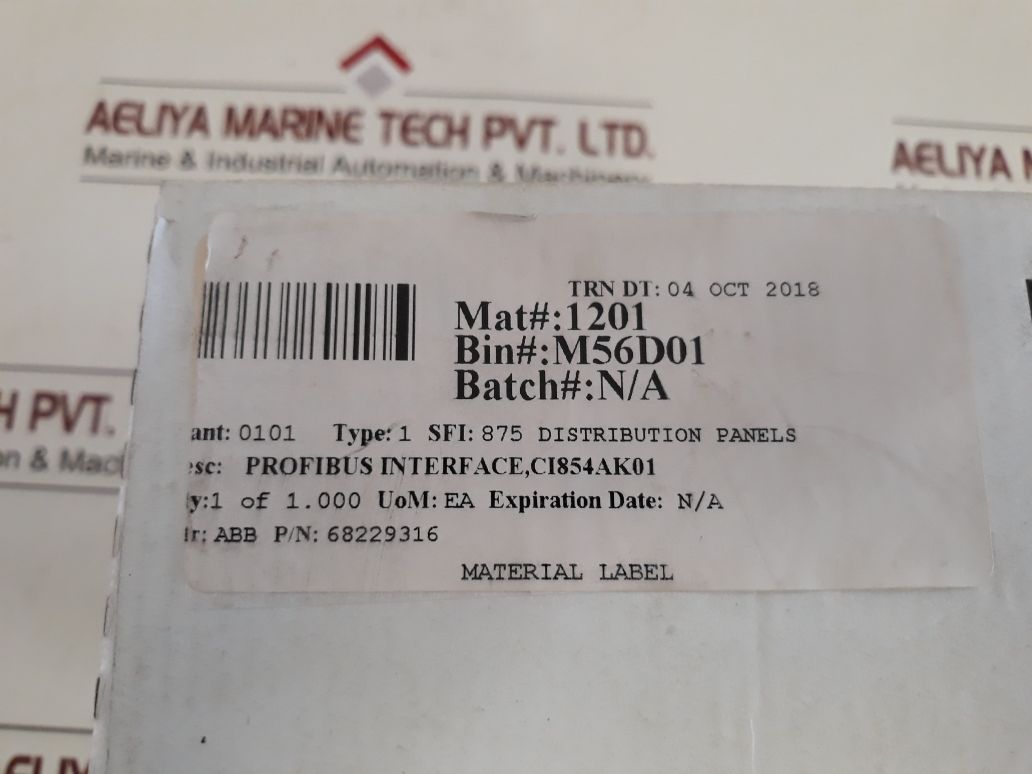 AELIYA MARINE TECH PVT. LTD.
Marine & Industrial Automation & Machinery
AELIYA
TRN DT: 04 OCT 2018
Mat#:1201
Bin#:M56D01
Batch#:N/A
ant: 0101 Type: 1 SFI: 875 DISTRIBUTION PANELS
esc: PROFIBUS INTERFACE,CI854AK01
y:1 of 1.000 UoM: EA Expiration Date: N/A
r: ABB P/N: 68229316
MATERIAL LABEL
H PVT.
on & Mac